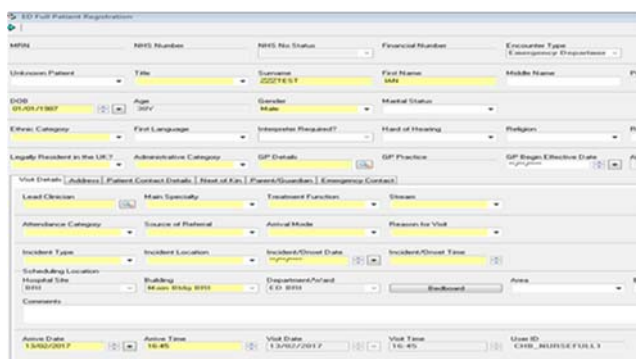 ED Full Patient Registration
MRN NHS Number NHS No Status Financial Number Encounter Type
Emergency Departme
Unknown Patient Title Surname First Name Middle Name
ZZZTEST IAN
DOB Age Gender Marital Status
01/01/1987 30Y Male
Ethnic Category First Language Interpreter Required? Hard of Hearing Religion
Legally Resident in the UK? Administrative Category GP Details GP Practice GP Begin Effective Date
Visit Details Address Patient Contact Details Next of Kin Parent/Guardian Emergency Contact
Lead Clinician Main Specialty Treatment Function Stream
Attendance Category Source of Referral Arrival Mode Reason for Visit
Incident Type Incident Location Incident/Onset Date Incident/Onset Time
Scheduling Location
Hospital Site Building Department/Ward Area
BRI Main Bldg BRI ED BRI Bedboard
Comments
Arrive Date Arrive Time Visit Date Visit Time User ID
13/02/2017 16:45 13/02/2017 16:45